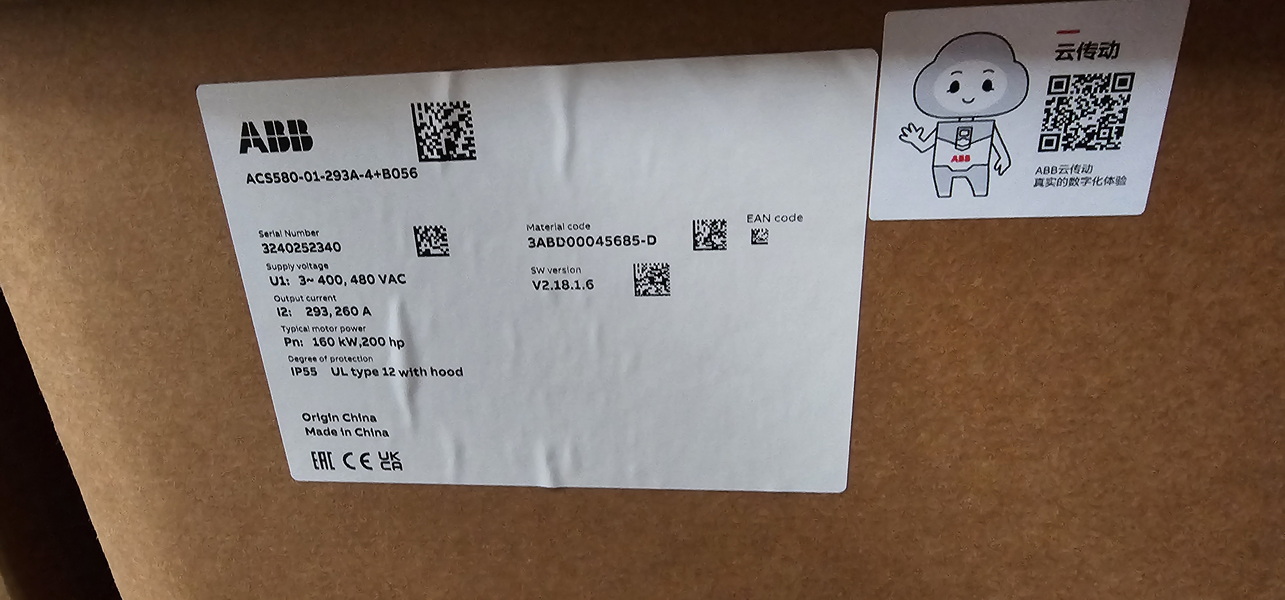 ABB
ACS580-01-293A-4+B056
Serial Number
3240252340
Supply voltage
U1: 3~ 400, 480 VAC
Output current
I2: 293, 260 A
Typical motor power
Pn: 160 kW,200 hp
Degree of protection
IP55 UL type 12 with hood
Material code
3ABD00045685-D
EAN code
SW version
V2.18.1.6
Origin China
Made in China
EAC CE UKCA
云传动
ABB
ABB云传动
真实的数字化体验